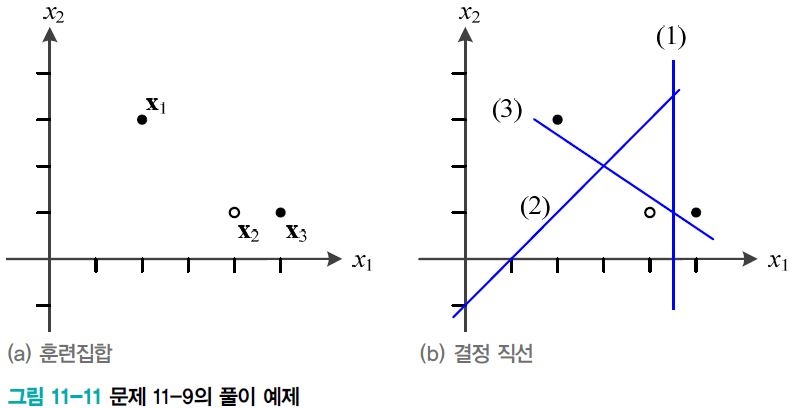 x2
x1
x1
x2
x3
(a) 훈련집합
x2
(1)
(3)
(2)
x1
(b) 결정 직선
그림 11-11 문제 11-9의 풀이 예제